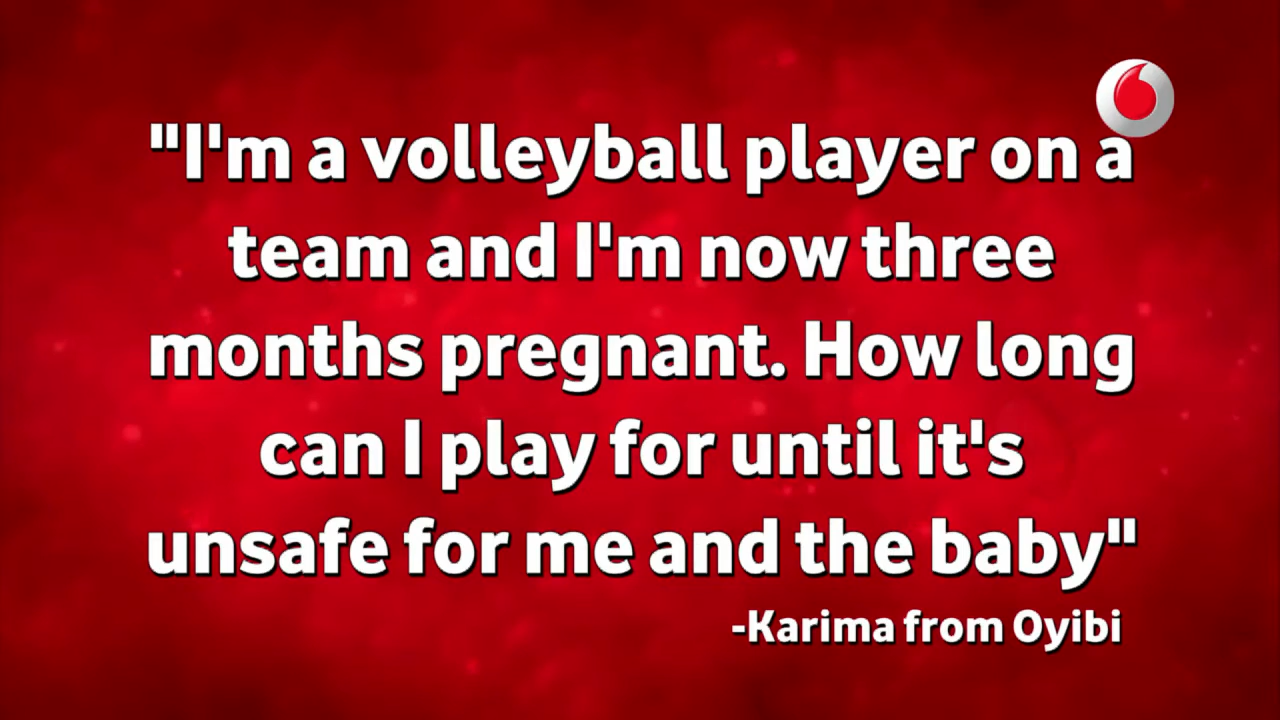 "I'm a volleyball player on a
team and I'm now three
months pregnant. How long
can I play for until it's
unsafe for me and the baby"
-Karima from Oyibi